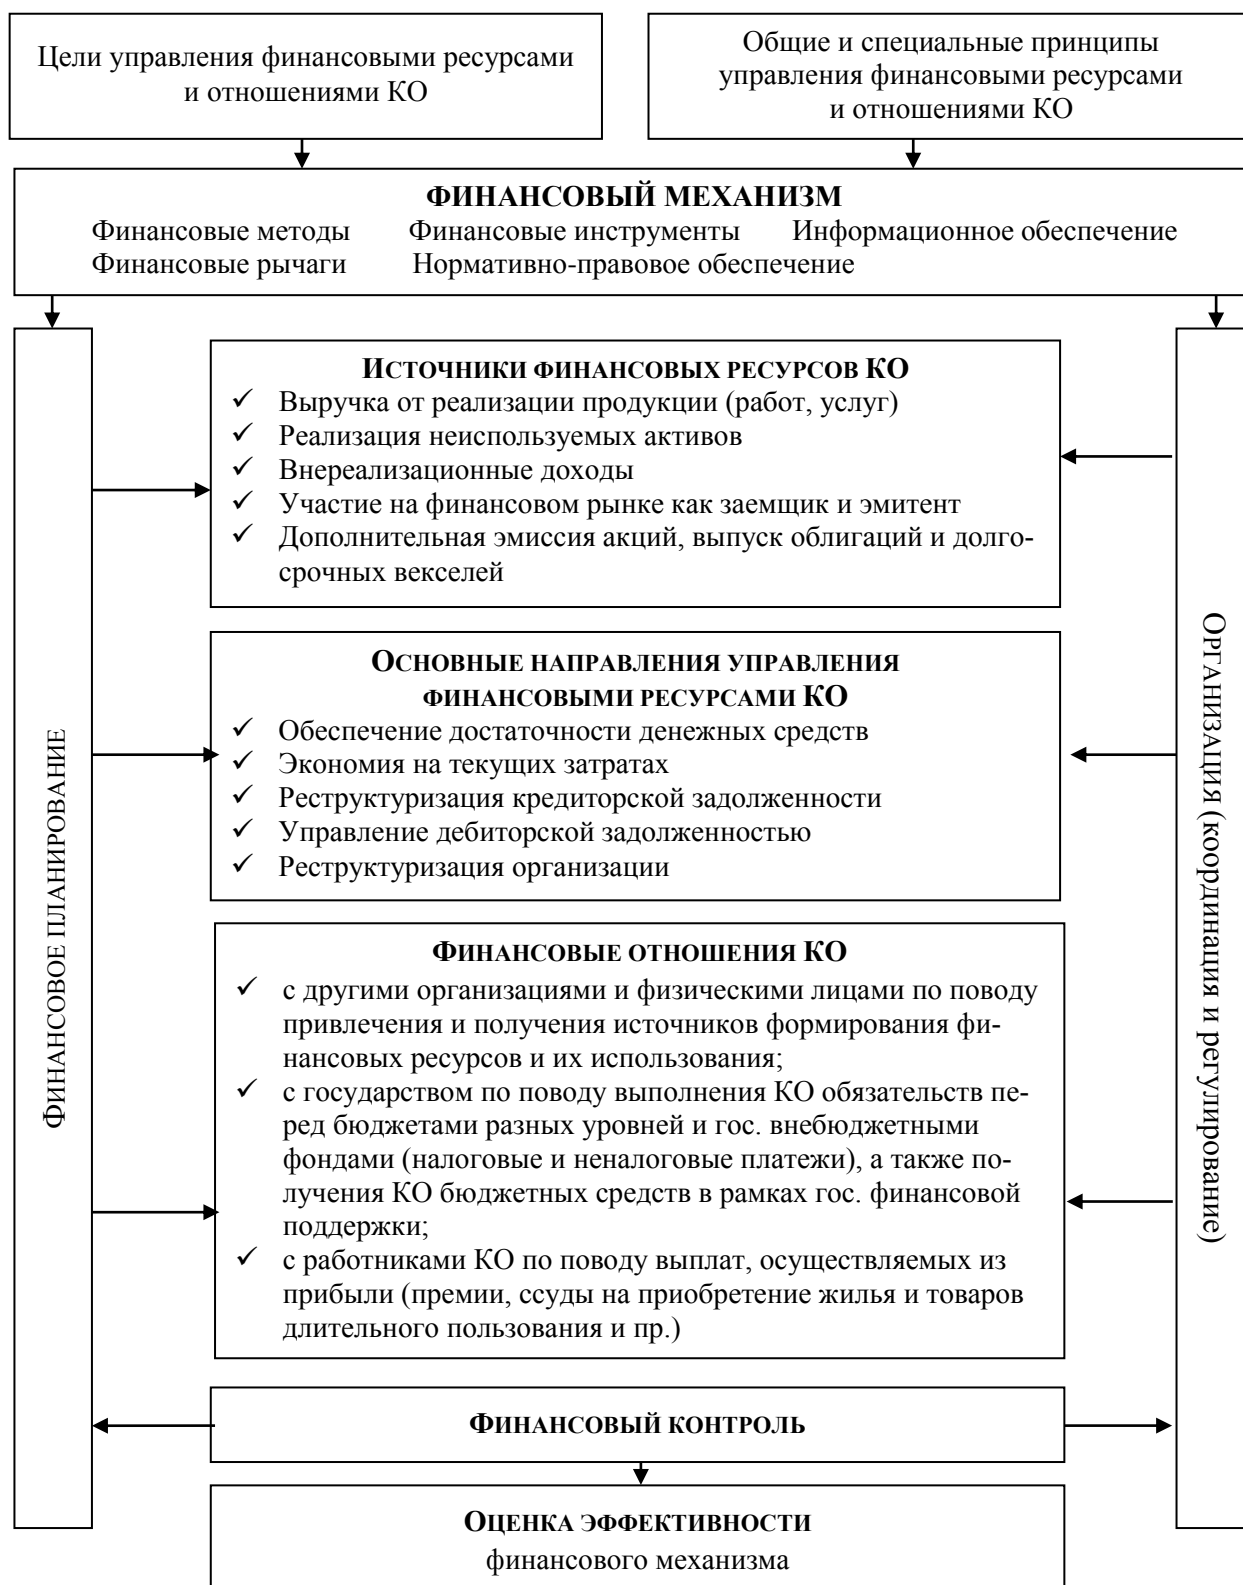 Цели управления финансовыми ресурсами
и отношениями КО
Общие и специальные принципы
управления финансовыми ресурсами
и отношениями КО
ФИНАНСОВЫЙ МЕХАНИЗМ
Финансовые методы Финансовые инструменты Информационное обеспечение
Финансовые рычаги Нормативно-правовое обеспечение
ФИНАНСОВОЕ ПЛАНИРОВАНИЕ
ИСТОЧНИКИ ФИНАНСОВЫХ РЕСУРСОВ КО
✓ Выручка от реализации продукции (работ, услуг)
✓ Реализация неиспользуемых активов
✓ Внереализационные доходы
✓ Участие на финансовом рынке как заемщик и эмитент
✓ Дополнительная эмиссия акций, выпуск облигаций и долго-
срочных векселей
ОСНОВНЫЕ НАПРАВЛЕНИЯ УПРАВЛЕНИЯ
ФИНАНСОВЫМИ РЕСУРСАМИ КО
✓ Обеспечение достаточности денежных средств
✓ Экономия на текущих затратах
✓ Реструктуризация кредиторской задолженности
✓ Управление дебиторской задолженностью
✓ Реструктуризация организации
ФИНАНСОВЫЕ ОТНОШЕНИЯ КО
✓ с другими организациями и физическими лицами по поводу
привлечения и получения источников формирования фи-
нансовых ресурсов и их использования;
✓ с государством по поводу выполнения КО обязательств пе-
ред бюджетами разных уровней и гос. внебюджетными
фондами (налоговые и неналоговые платежи), а также по-
лучения КО бюджетных средств в рамках гос. финансовой
поддержки;
✓ с работниками КО по поводу выплат, осуществляемых из
прибыли (премии, ссуды на приобретение жилья и товаров
длительного пользования и пр.)
ОРГАНИЗАЦИЯ (координация и регулирование)
ФИНАНСОВЫЙ КОНТРОЛЬ
ОЦЕНКА ЭФФЕКТИВНОСТИ
финансового механизма